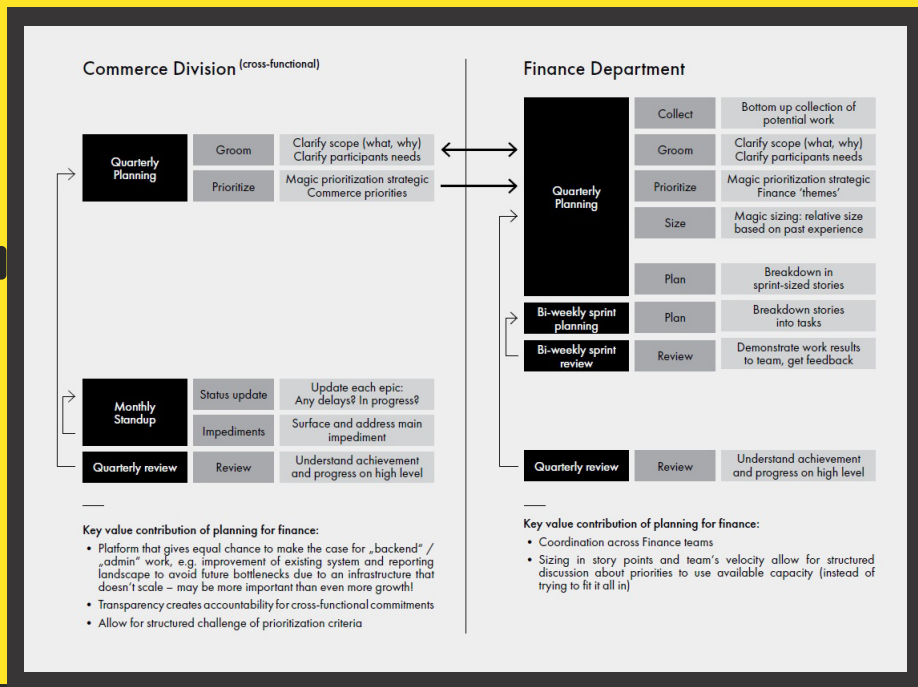 Commerce Division (cross-functional)
Quarterly
Planning
Groom
Clarify scope (what, why)
Clarify participants needs
Prioritize
Magic prioritization strategic
Commerce priorities
Monthly
Standup
Status update
Update each epic:
Any delays? In progress?
Impediments
Surface and address main
impediment
Quarterly review
Review
Understand achievement
and progress on high level
Key value contribution of planning for finance:
• Platform that gives equal chance to make the case for „backend“ /
„admin“ work, e.g. improvement of existing system and reporting
landscape to avoid future bottlenecks due to an infrastructure that
doesn’t scale – may be more important than even more growth!
• Transparency creates accountability for cross-functional commitments
• Allow for structured challenge of prioritization criteria
Finance Department
Quarterly
Planning
Collect
Bottom up collection of
potential work
Groom
Clarify scope (what, why)
Clarify participants needs
Prioritize
Magic prioritization strategic
Finance ‘themes’
Size
Magic sizing: relative size
based on past experience
Plan
Breakdown in
sprint-sized stories
Bi-weekly sprint
planning
Plan
Breakdown stories
into tasks
Bi-weekly sprint
review
Review
Demonstrate work results
to team, get feedback
Quarterly review
Review
Understand achievement
and progress on high level
Key value contribution of planning for finance:
• Coordination across Finance teams
• Sizing in story points and team’s velocity allow for structured
discussion about priorities to use available capacity (instead of
trying to fit it all in)